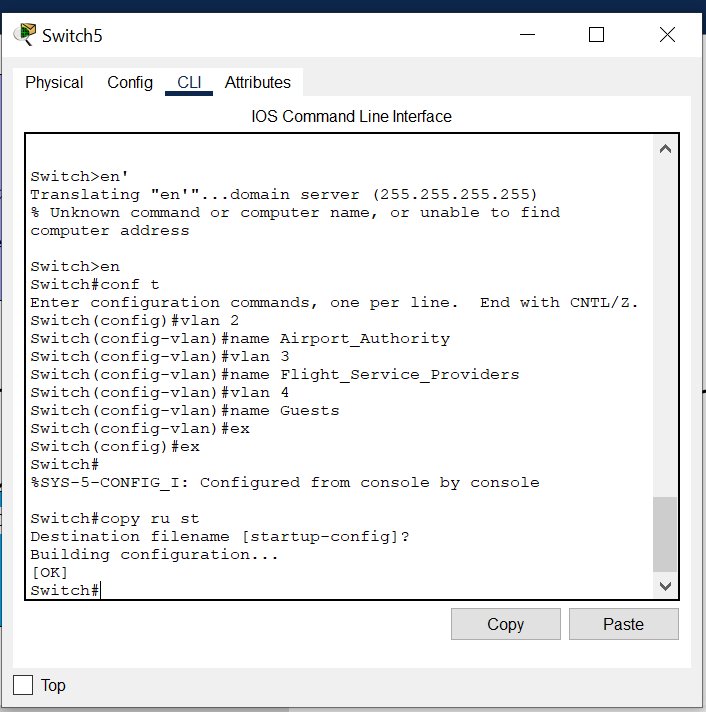 Switch5
Physical Config CLI Attributes
IOS Command Line Interface
Switch>en'
Translating "en'"...domain server (255.255.255.255)
% Unknown command or computer name, or unable to find
computer address
Switch>en
Switch#conf t
Enter configuration commands, one per line.  End with CNTL/Z.
Switch(config)#vlan 2
Switch(config-vlan)#name Airport_Authority
Switch(config-vlan)#vlan 3
Switch(config-vlan)#name Flight_Service_Providers
Switch(config-vlan)#vlan 4
Switch(config-vlan)#name Guests
Switch(config-vlan)#ex
Switch(config)#ex
Switch#
%SYS-5-CONFIG_I: Configured from console by console
Switch#copy ru st
Destination filename [startup-config]?
Building configuration...
[OK]
Switch#
Copy Paste
Top